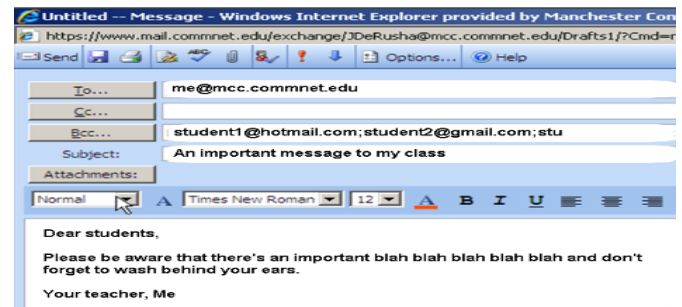 Untitled -- Message - Windows Internet Explorer provided by Manchester Con
https://www.mail.commnet.edu/exchange/JDeRusha@mcc.commnet.edu/Drafts1/?Cmd=r
Send ABC Options... Help
To... me@mcc.commnet.edu
Cc...
Bcc... student1@hotmail.com;student2@gmail.com;stu
Subject: An important message to my class
Attachments:
Normal A Times New Roman 12 A B I U
Dear students,
Please be aware that there's an important blah blah blah blah blah and don't
forget to wash behind your ears.
Your teacher, Me